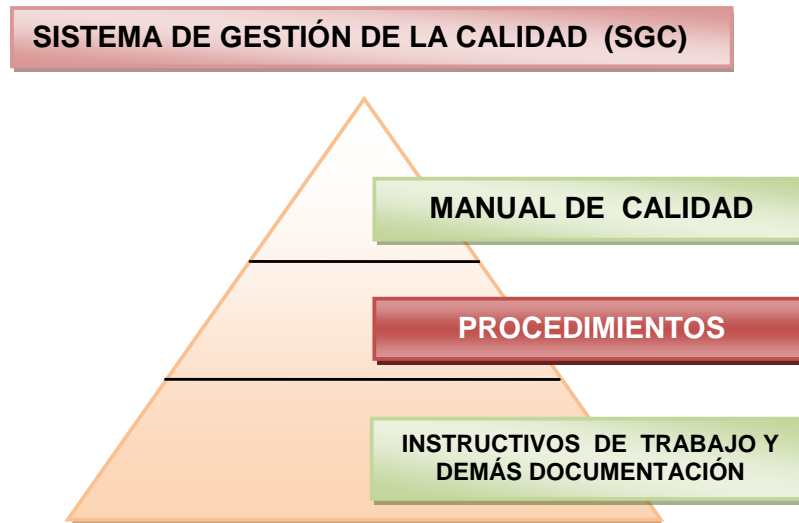 SISTEMA DE GESTIÓN DE LA CALIDAD (SGC)
MANUAL DE CALIDAD
PROCEDIMIENTOS
INSTRUCTIVOS DE TRABAJO Y
DEMÁS DOCUMENTACIÓN